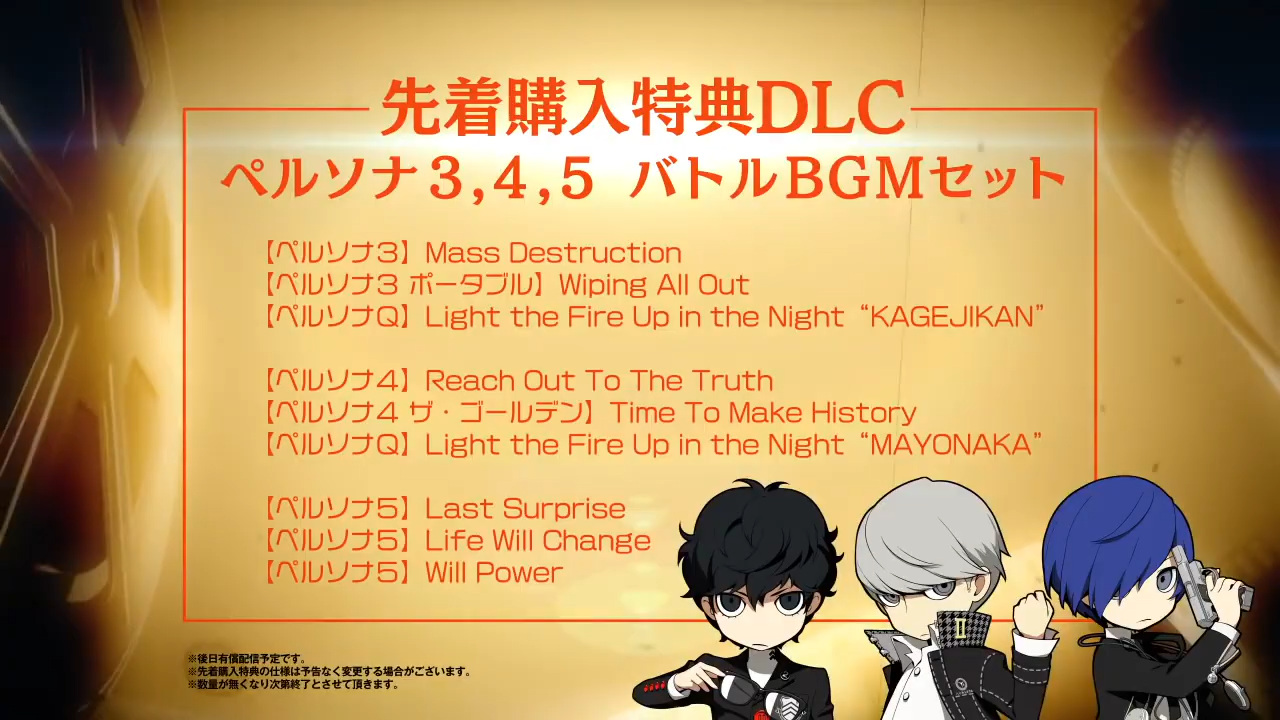 先着購入特典DLC
ペルソナ3,4,5 バトルBGMセット
【ペルソナ3】Mass Destruction
【ペルソナ3 ポータブル】Wiping All Out
【ペルソナQ】Light the Fire Up in the Night “KAGEJIKAN”
【ペルソナ4】Reach Out To The Truth
【ペルソナ4 ザ・ゴールデン】Time To Make History
【ペルソナQ】Light the Fire Up in the Night “MAYONAKA”
【ペルソナ5】Last Surprise
【ペルソナ5】Life Will Change
【ペルソナ5】Will Power
※後日有償配信予定です。
※先着購入特典の仕様は予告なく変更する場合がございます。
※数量が無くなり次第終了とさせて頂きます。